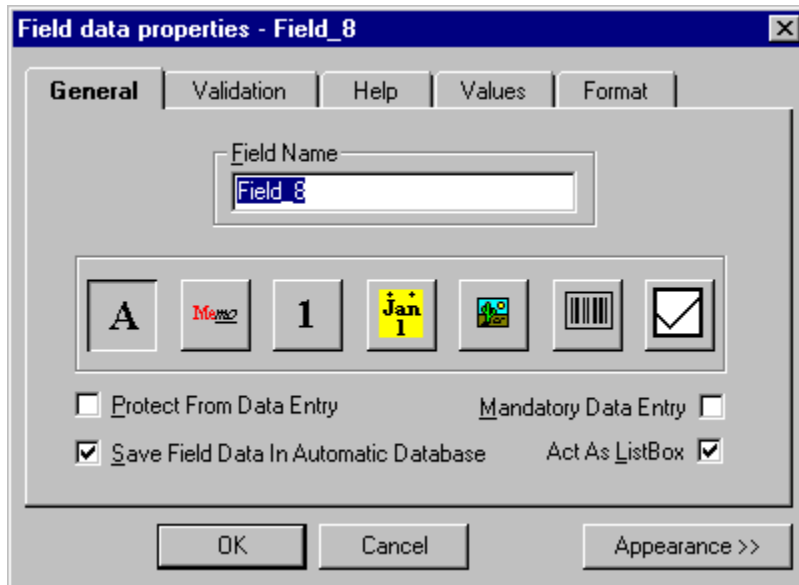 Field data properties - Field_8
General Validation Help Values Format
Field Name
Field_8
A Memo 1 Jan 1
Protect From Data Entry Mandatory Data Entry
Save Field Data In Automatic Database Act As ListBox
OK Cancel Appearance >>